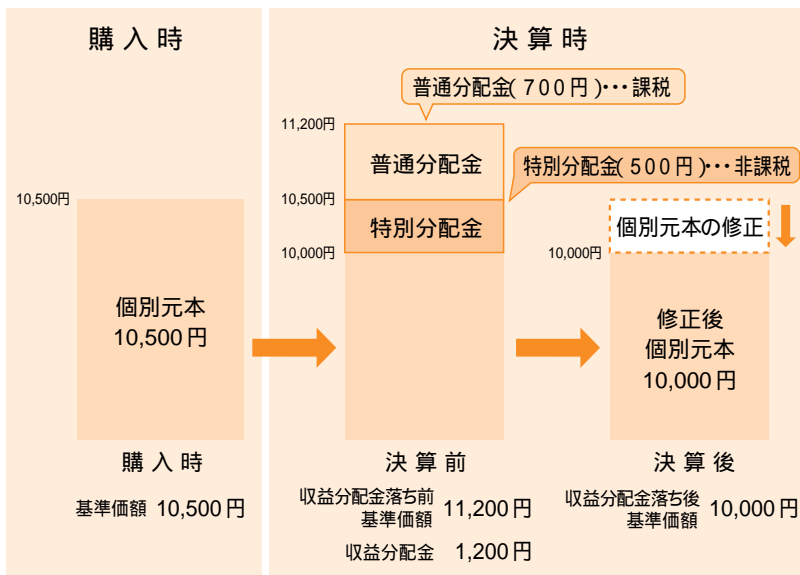 購入時
10,500円
個別元本
10,500円
購入時
基準価額 10,500円
決算時
普通分配金(700円)・・・課税
11,200円
普通分配金
特別分配金(500円)・・・非課税
10,500円
特別分配金
10,000円
決算前
収益分配金落ち前
基準価額 11,200円
収益分配金 1,200円
個別元本の修正
10,000円
修正後
個別元本
10,000円
決算後
収益分配金落ち後
基準価額 10,000円